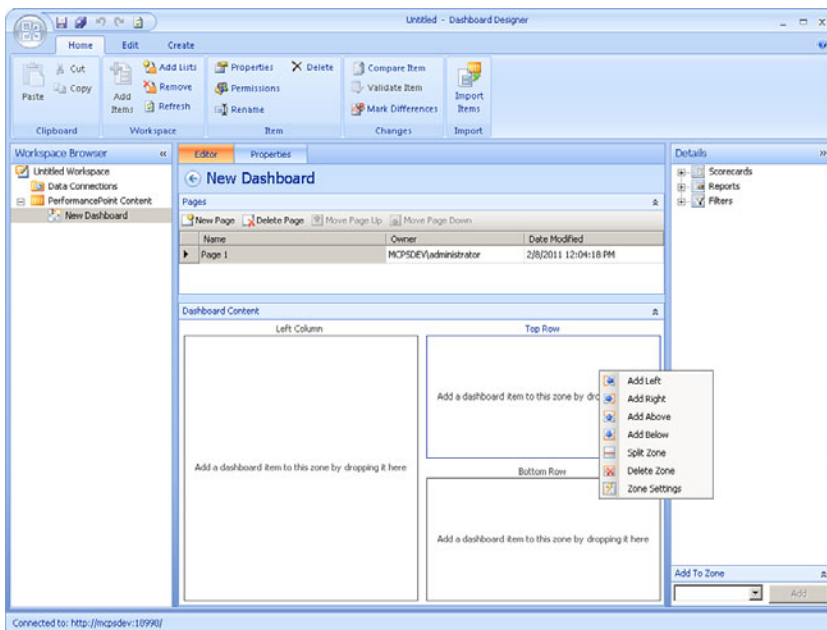 Untitled - Dashboard Designer
Home Edit Create
Paste
Cut
Copy
Clipboard
Add Items
Add Lists
Remove
Refresh
Workspace
Properties
Delete
Permissions
Rename
Item
Compare Item
Validate Item
Mark Differences
Changes
Import Items
Import
Workspace Browser
Untitled Workspace
Data Connections
PerformancePoint Content
New Dashboard
Editor Properties
New Dashboard
Pages
New Page Delete Page Move Page Up Move Page Down
Name Owner Date Modified
Page 1 MCPSDEV\administrator 2/8/2011 12:04:18 PM
Dashboard Content
Left Column
Add a dashboard item to this zone by dropping it here
Top Row
Add a dashboard item to this zone by
Add Left
Add Right
Add Above
Add Below
Split Zone
Delete Zone
Zone Settings
Bottom Row
Add a dashboard item to this zone by dropping it here
Details
Scorecards
Reports
Filters
Add To Zone
Add
Connected to: http://mcpsdev:18998/